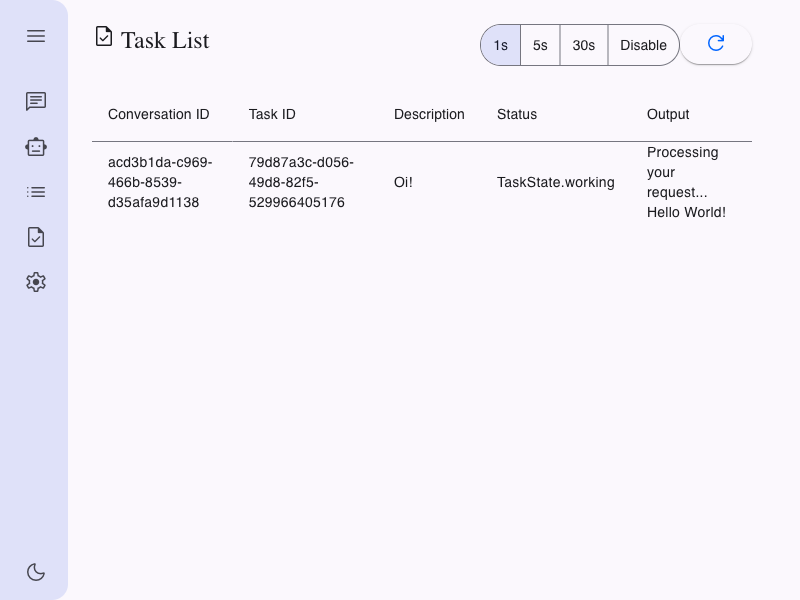 Task List
1s 5s 30s Disable
Conversation ID Task ID Description Status Output
acd3b1da-c969-
466b-8539-
d35afa9d1138
79d87a3c-d056-
49d8-82f5-
529966405176
Oi!
TaskState.working
Processing
your
request...
Hello World!